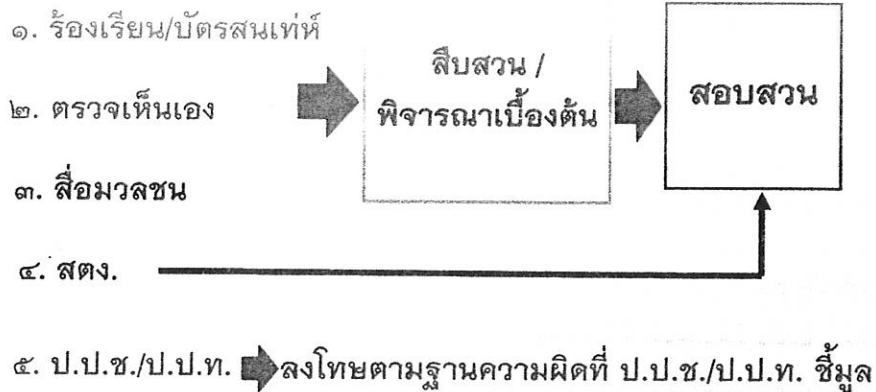 ๑. ร้องเรียน/บัตรสนเท่ห์
สืบสวน /
พิจารณาเบื้องต้น
สอบสวน
๒. ตรวจเห็นเอง
๓. สื่อมวลชน
๔. สตง.
๕. ป.ป.ช./ป.ป.ท. ลงโทษตามฐานความผิดที่ ป.ป.ช./ป.ป.ท. ชี้มูล